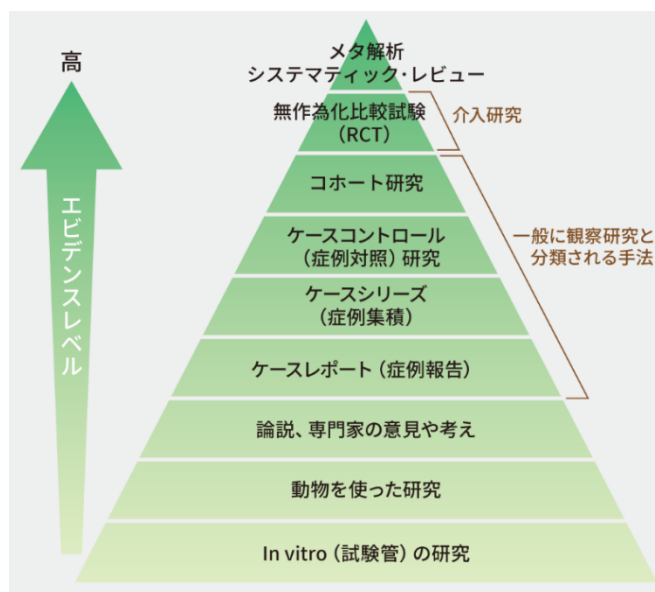 高
エビデンスレベル
メタ解析
システマティック・レビュー
無作為化比較試験
（RCT）
介入研究
コホート研究
ケースコントロール
（症例対照）研究
一般に観察研究と
分類される手法
ケースシリーズ
（症例集積）
ケースレポート（症例報告）
論説、専門家の意見や考え
動物を使った研究
In vitro（試験管）の研究